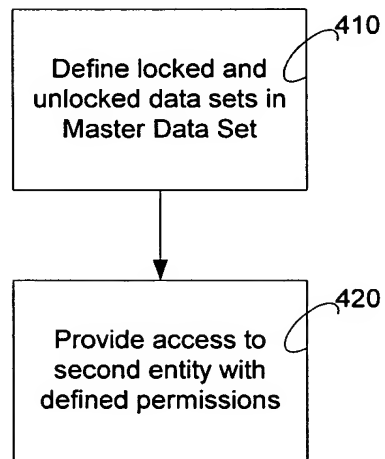 410
Define locked and
unlocked data sets in
Master Data Set
420
Provide access to
second entity with
defined permissions